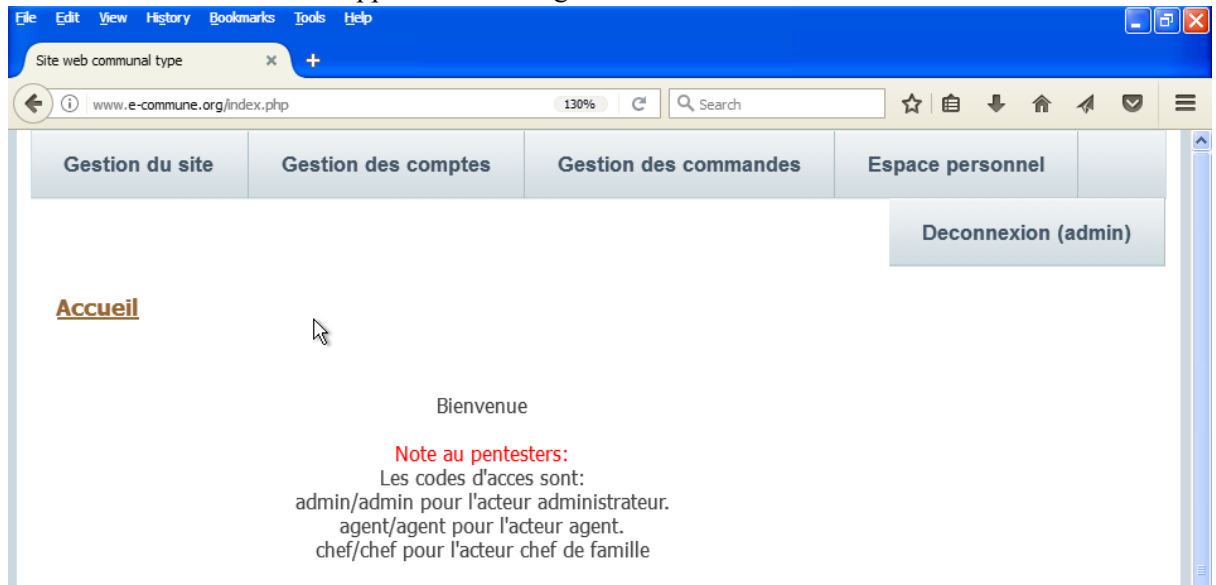 File Edit View History Bookmarks Tools Help
Site web communal type
www.e-commune.org/index.php 130% Search
Gestion du site Gestion des comptes Gestion des commandes Espace personnel
Deconnexion (admin)
Accueil
Bienvenue
Note au pentesters:
Les codes d'acces sont:
admin/admin pour l'acteur administrateur.
agent/agent pour l'acteur agent.
chef/chef pour l'acteur chef de famille